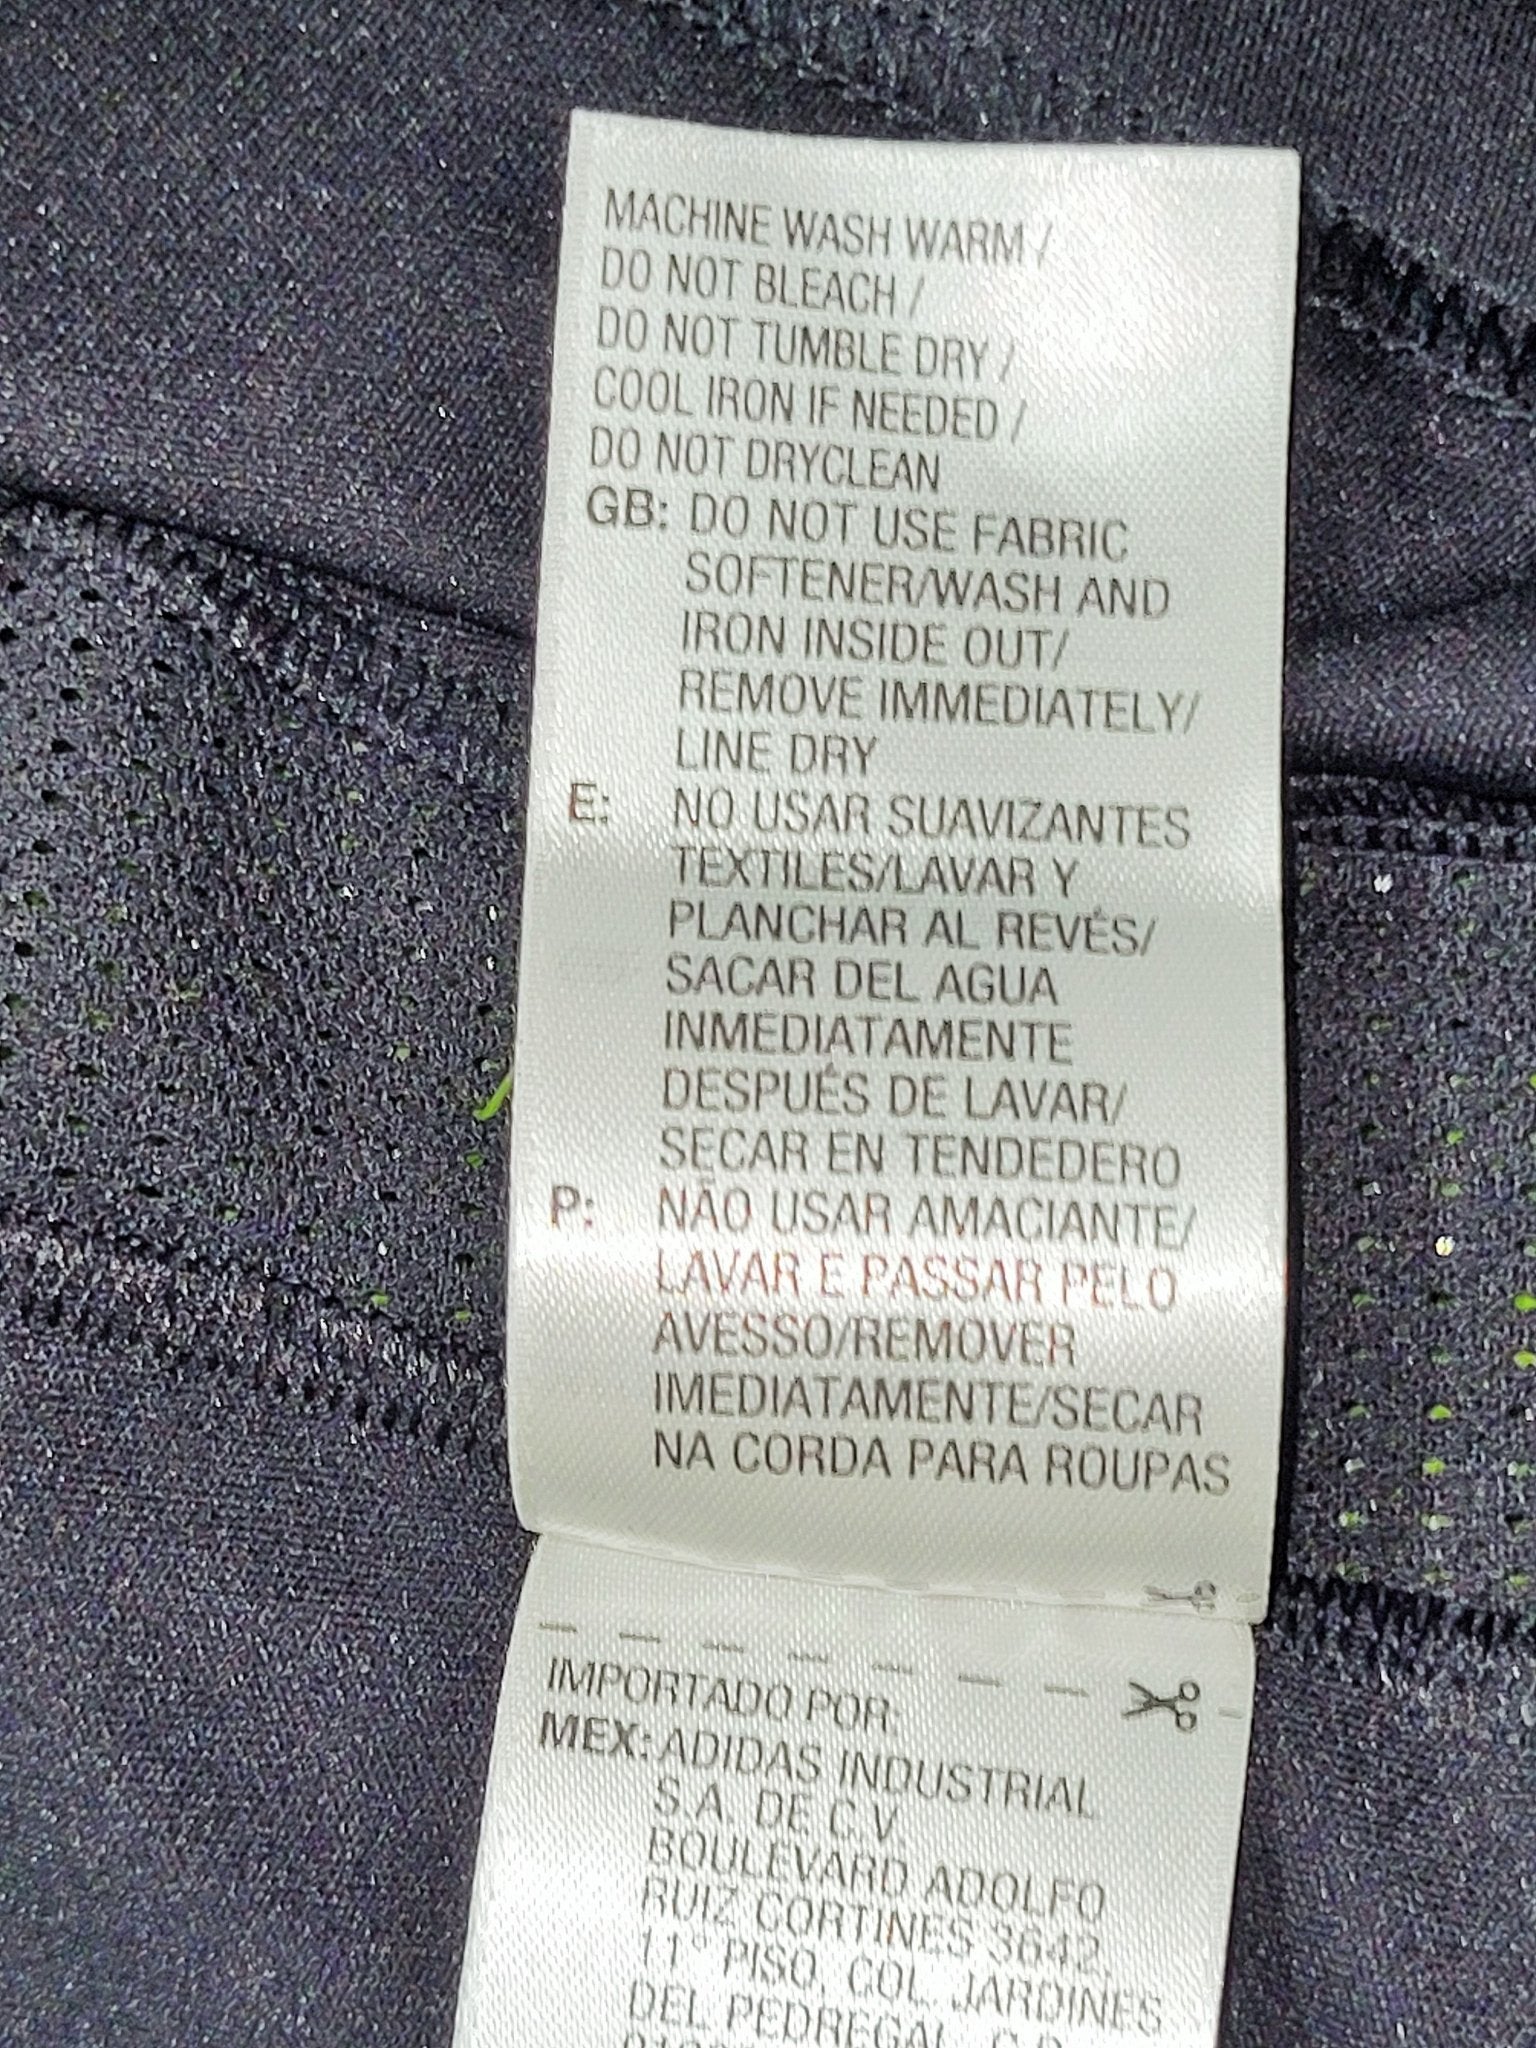 MACHINE WASH WARM /
DO NOT BLEACH /
DO NOT TUMBLE DRY /
COOL IRON IF NEEDED /
DO NOT DRYCLEAN
GB: DO NOT USE FABRIC
SOFTENER/WASH AND
IRON INSIDE OUT/
REMOVE IMMEDIATELY/
LINE DRY
E: NO USAR SUAVIZANTES
TEXTILES/LAVAR Y
PLANCHAR AL REVÉS/
SACAR DEL AGUA
INMEDIATAMENTE
DESPUÉS DE LAVAR/
SECAR EN TENDEDERO
P: NÃO USAR AMACIANTE/
LAVAR E PASSAR PELO
AVESSO/REMOVER
IMEDIATAMENTE/SECAR
NA CORDA PARA ROUPAS
IMPORTADO POR:
MEX: ADIDAS INDUSTRIAL
S.A. DE C.V.
BOULEVARD ADOLFO
RUIZ CORTINES 3642,
11° PISO, COL. JARDINES
DEL PEDREGAL, C.P.